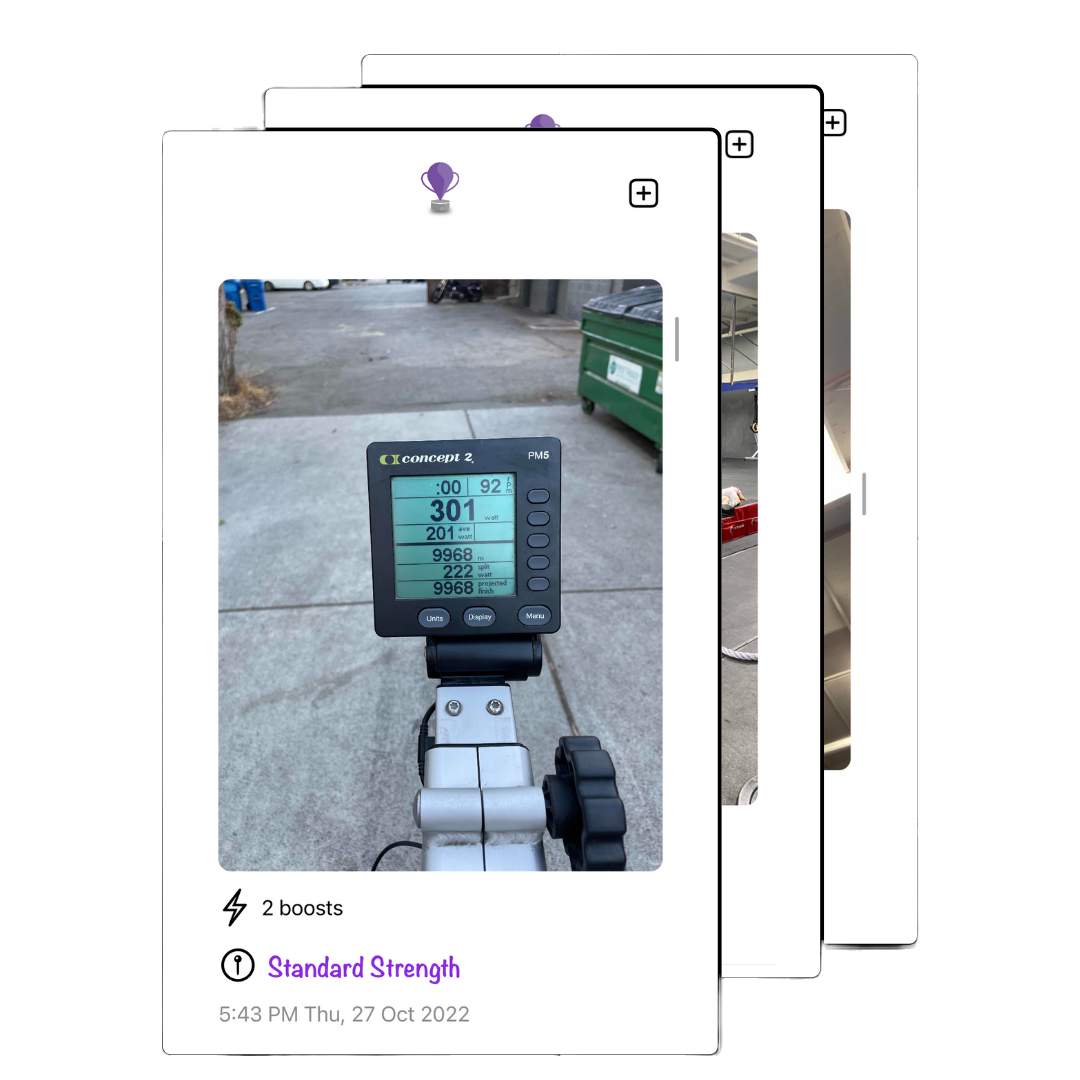 concept 2
PM5
:00 92 rpm
301 watt
201 ave watt
9968 m
222 split watt
9968 projected finish
Units Display Menu
2 boosts
Standard Strength
5:43 PM Thu, 27 Oct 2022